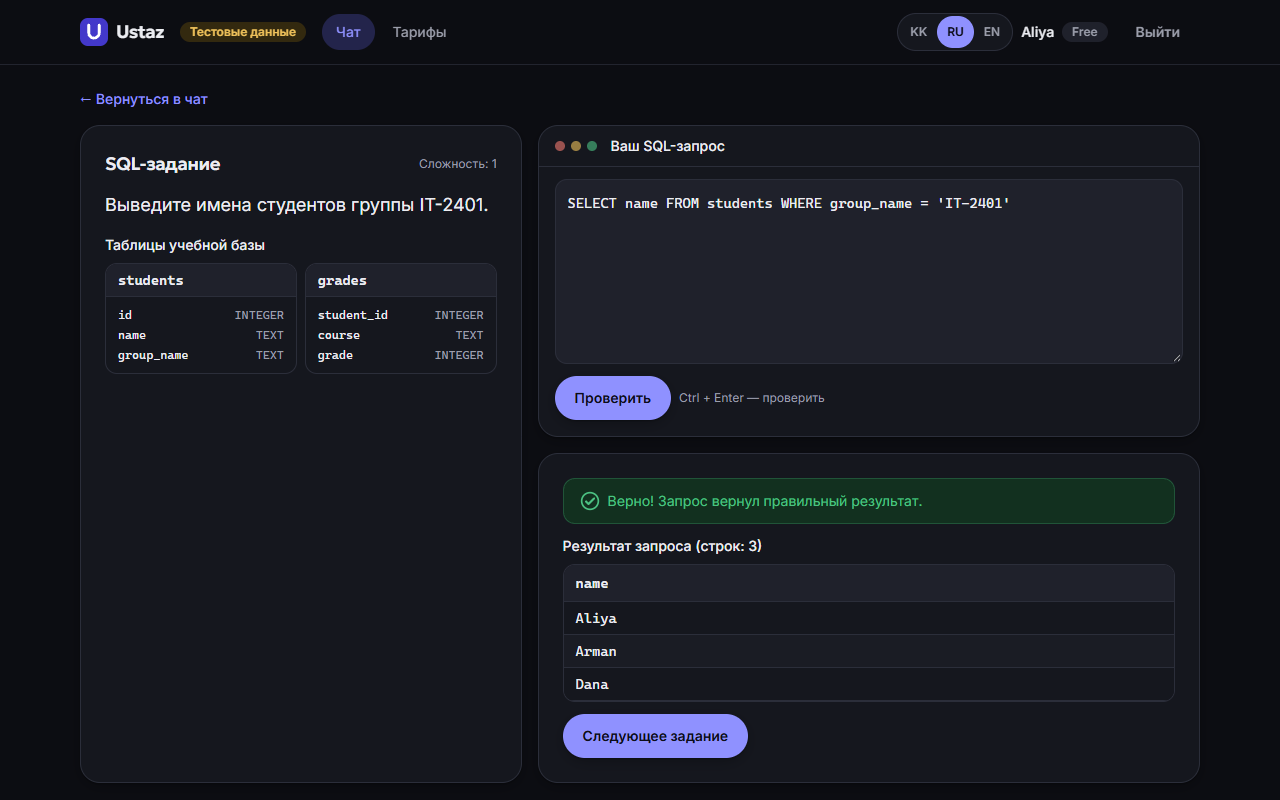 U Ustaz Тестовые данные Чат Тарифы KK RU EN Aliya Free Выйти
← Вернуться в чат
SQL-задание Сложность: 1
Выведите имена студентов группы IT-2401.
Таблицы учебной базы
students
id INTEGER
name TEXT
group_name TEXT
grades
student_id INTEGER
course TEXT
grade INTEGER
Ваш SQL-запрос
SELECT name FROM students WHERE group_name = 'IT-2401'
Проверить Ctrl + Enter — проверить
Верно! Запрос вернул правильный результат.
Результат запроса (строк: 3)
name
Aliya
Arman
Dana
Следующее задание